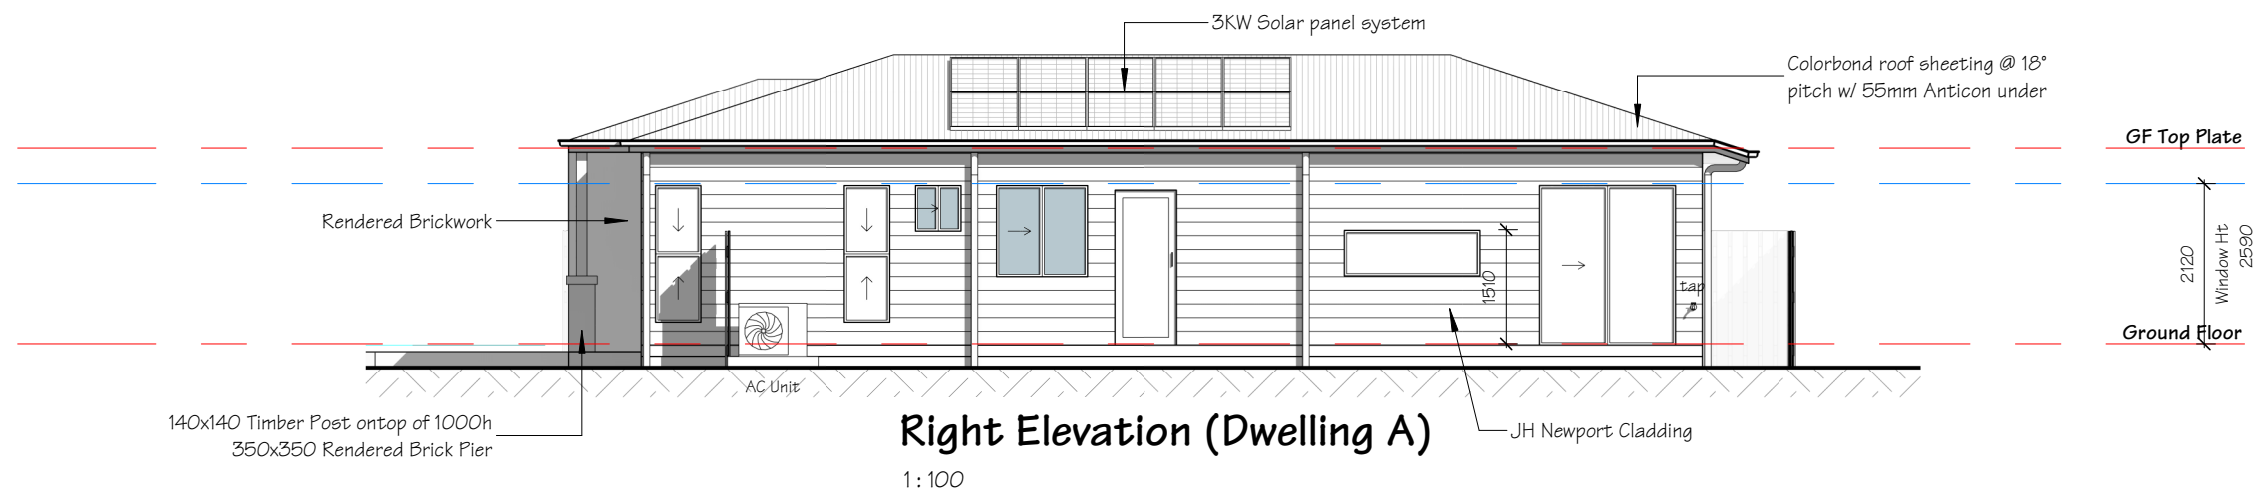 3KW Solar panel system
Colorbond roof sheeting @ 18°
pitch w/ 55mm Anticon under
GF Top Plate
Rendered Brickwork
2120
Window Ht
2590
1510
tap
Ground Floor
AC Unit
140x140 Timber Post ontop of 1000h
350x350 Rendered Brick Pier
Right Elevation (Dwelling A)
JH Newport Cladding
1 : 100